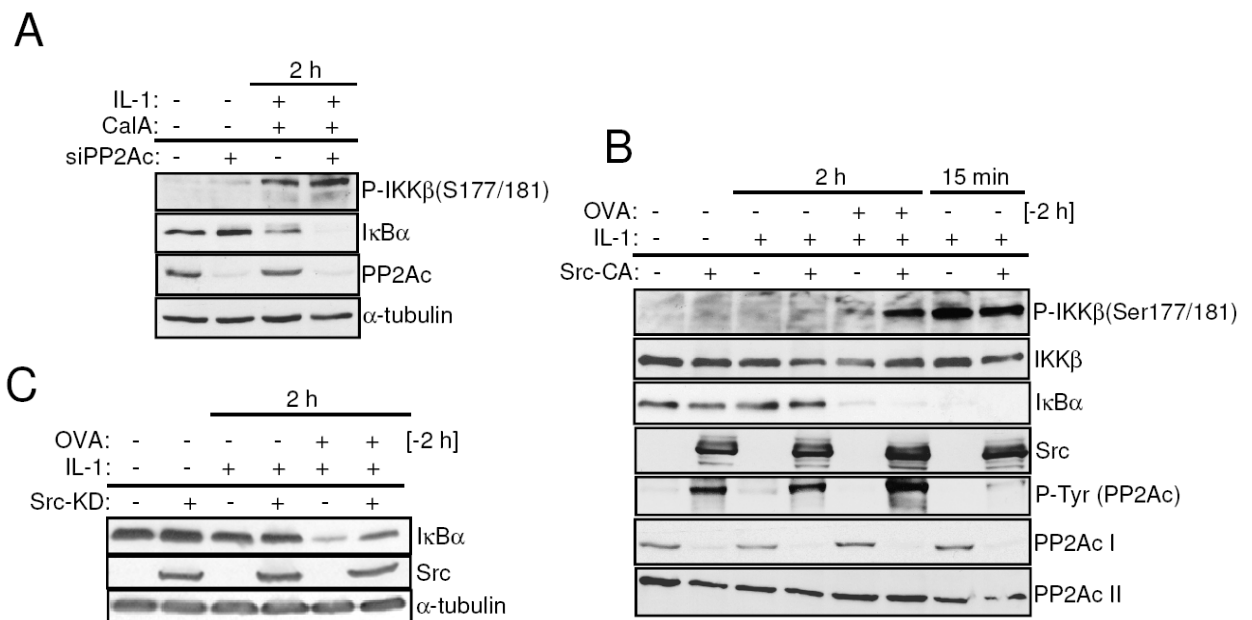 A
2 h
IL-1: - - + +
CalA: - - + +
siPP2Ac: - + - +
P-IKKβ(S177/181)
IκBα
PP2Ac
α-tubulin
B
2 h 15 min
OVA: - - - - + + - - [-2 h]
IL-1: - - + + + + + +
Src-CA: - + - + - + - +
P-IKKβ(Ser177/181)
IKKβ
IκBα
Src
P-Tyr (PP2Ac)
PP2Ac I
PP2Ac II
C
2 h
OVA: - - - - + + [-2 h]
IL-1: - - + + + +
Src-KD: - + - + - +
IκBα
Src
α-tubulin